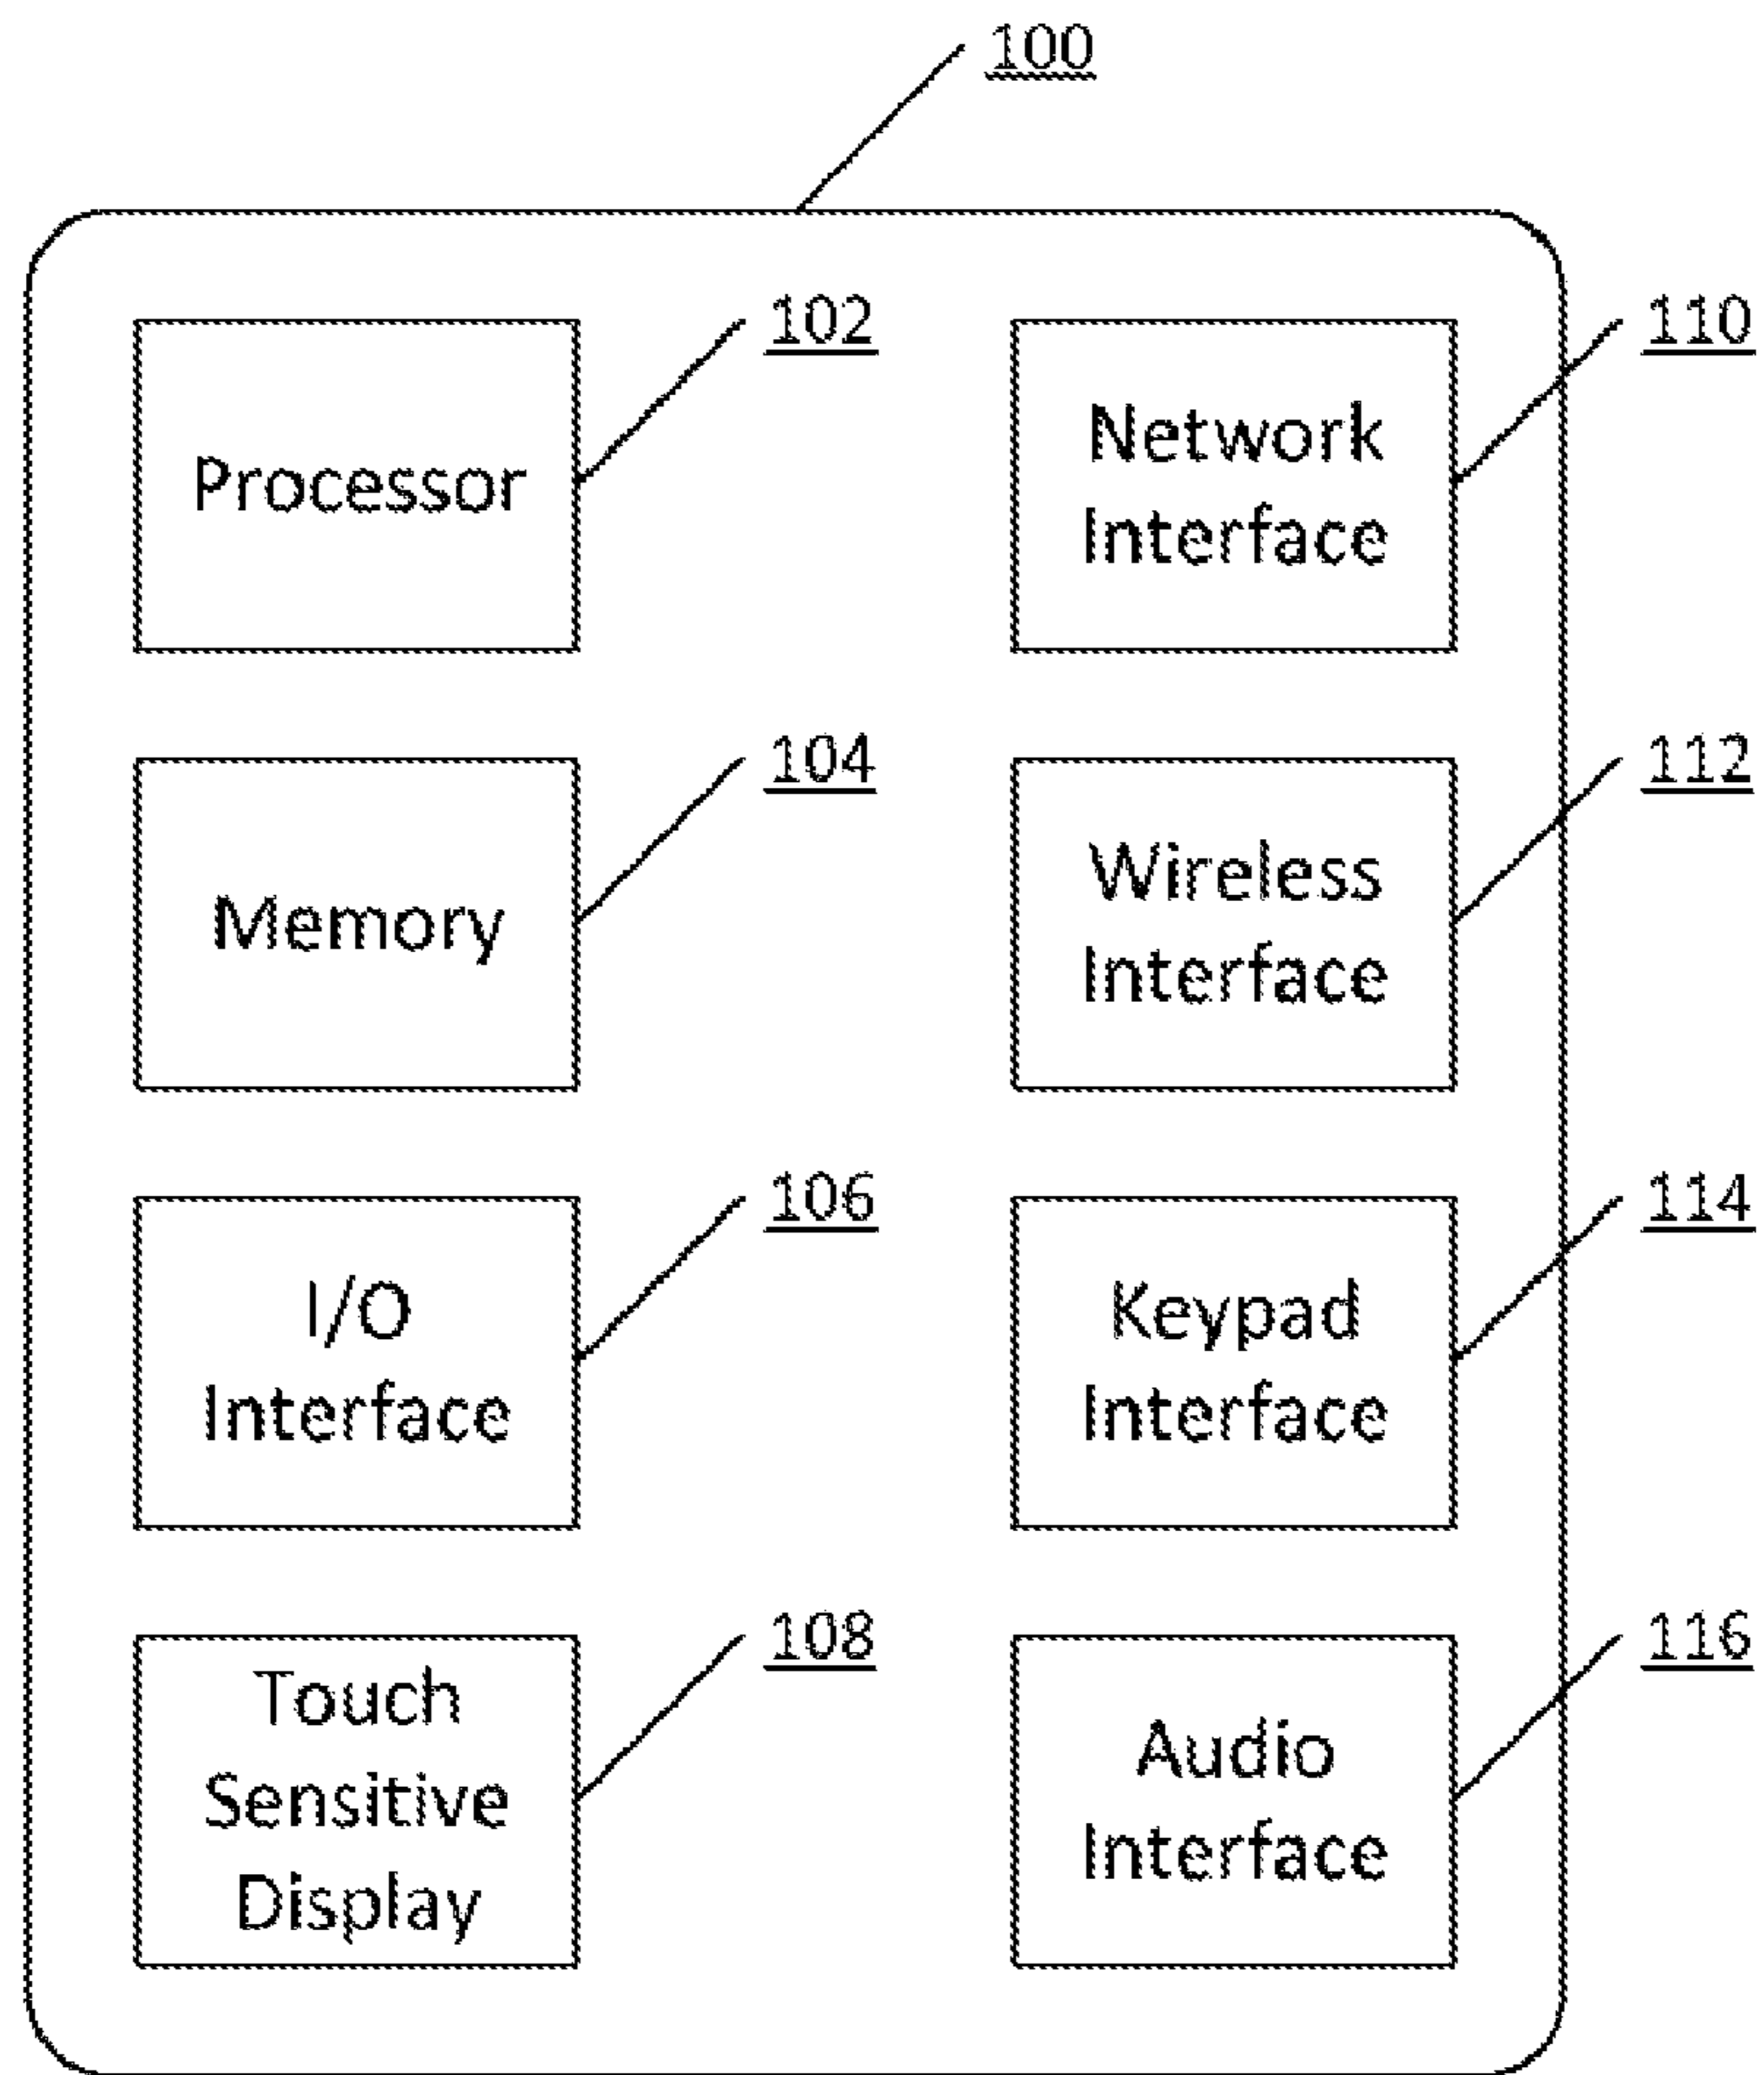 100
102
Processor
110
Network
Interface
104
Memory
112
Wireless
Interface
106
I/O
Interface
114
Keypad
Interface
108
Touch
Sensitive
Display
116
Audio
Interface